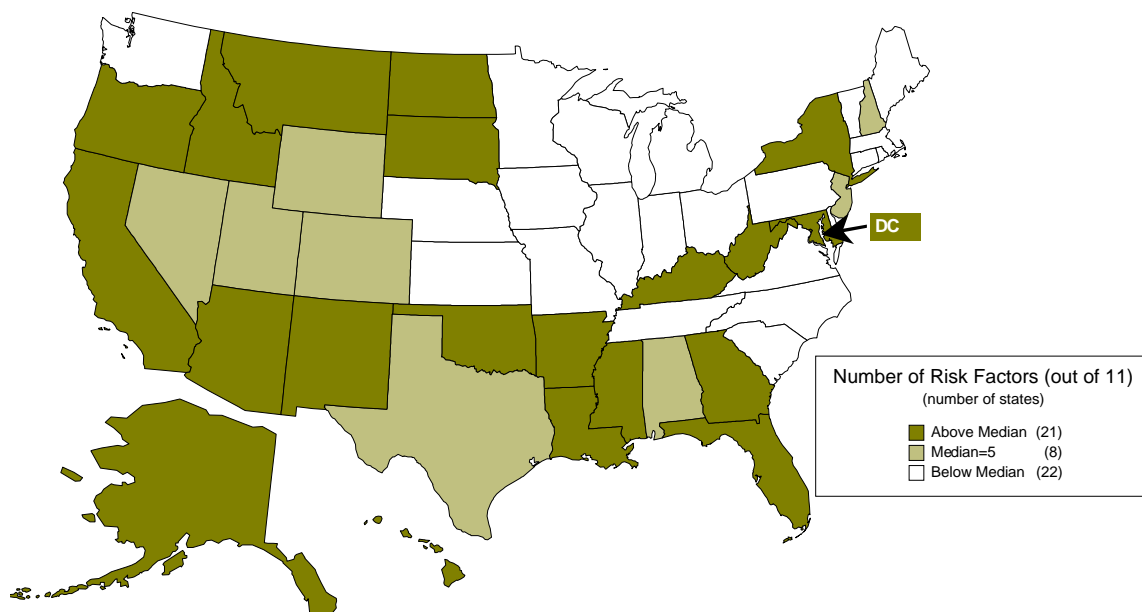 DC
Number of Risk Factors (out of 11)
(number of states)
Above Median (21)
Median=5 (8)
Below Median (22)